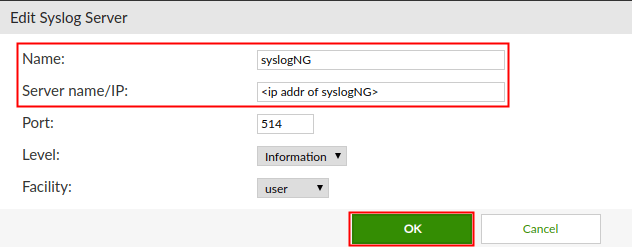 Edit Syslog Server
Name: syslogNG
Server name/IP: <ip addr of syslogNG>
Port: 514
Level: Information
Facility: user
OK Cancel